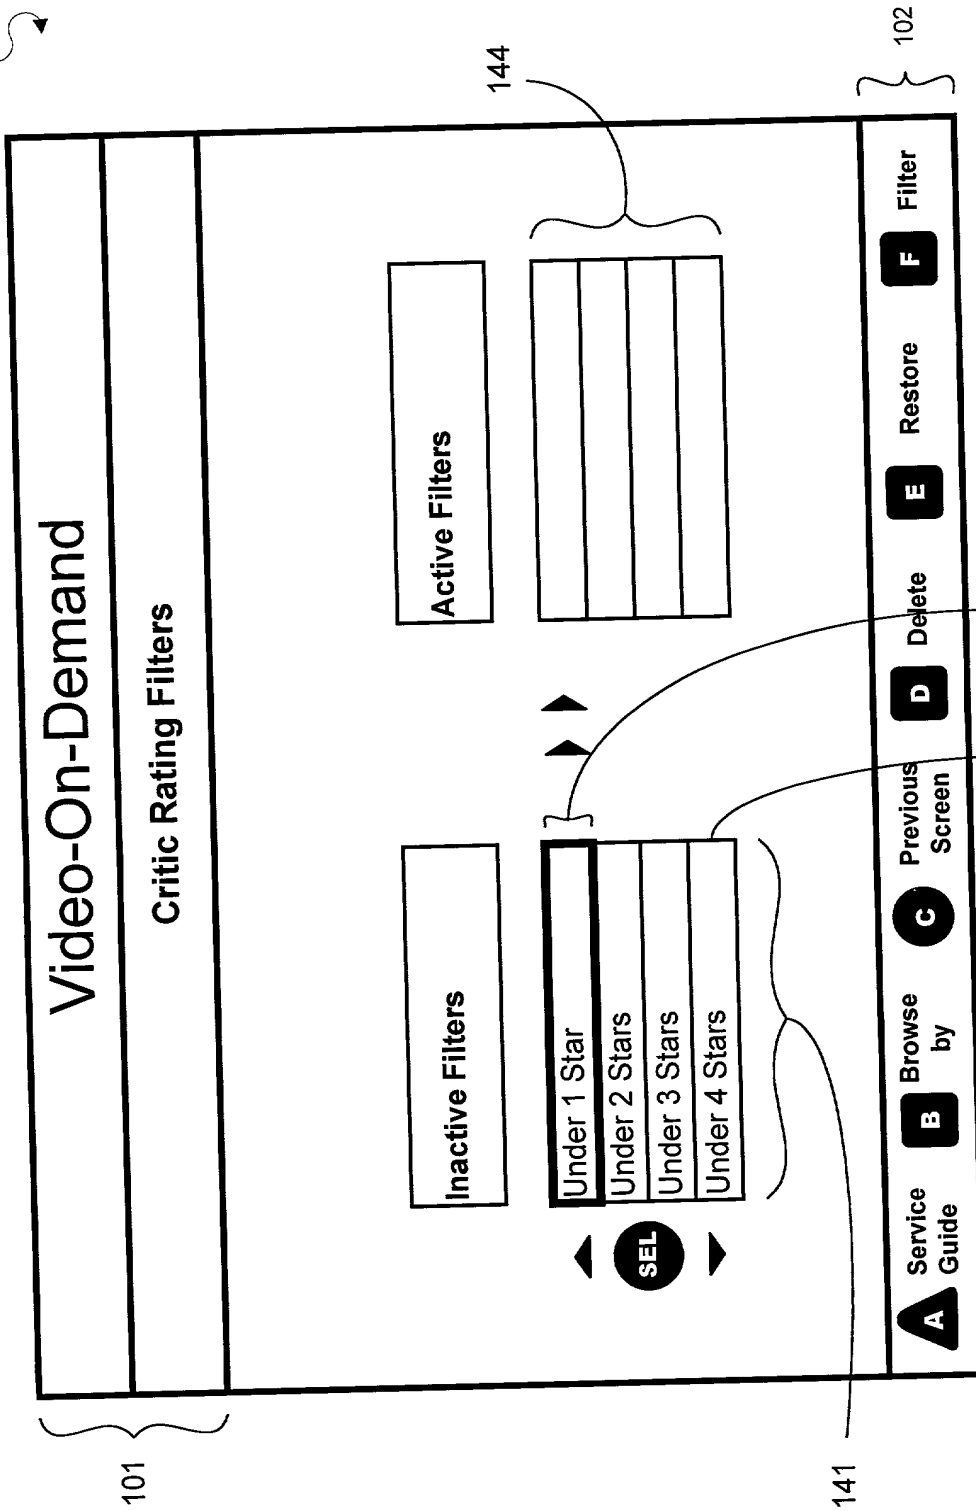 Video-On-Demand
Critic Rating Filters
144
Inactive Filters
Active Filters
Under 1 Star
Under 2 Stars
Under 3 Stars
Under 4 Stars
SEL
101
141
A Service Guide
B Browse by
C Previous Screen
D Delete
E Restore
F Filter
102